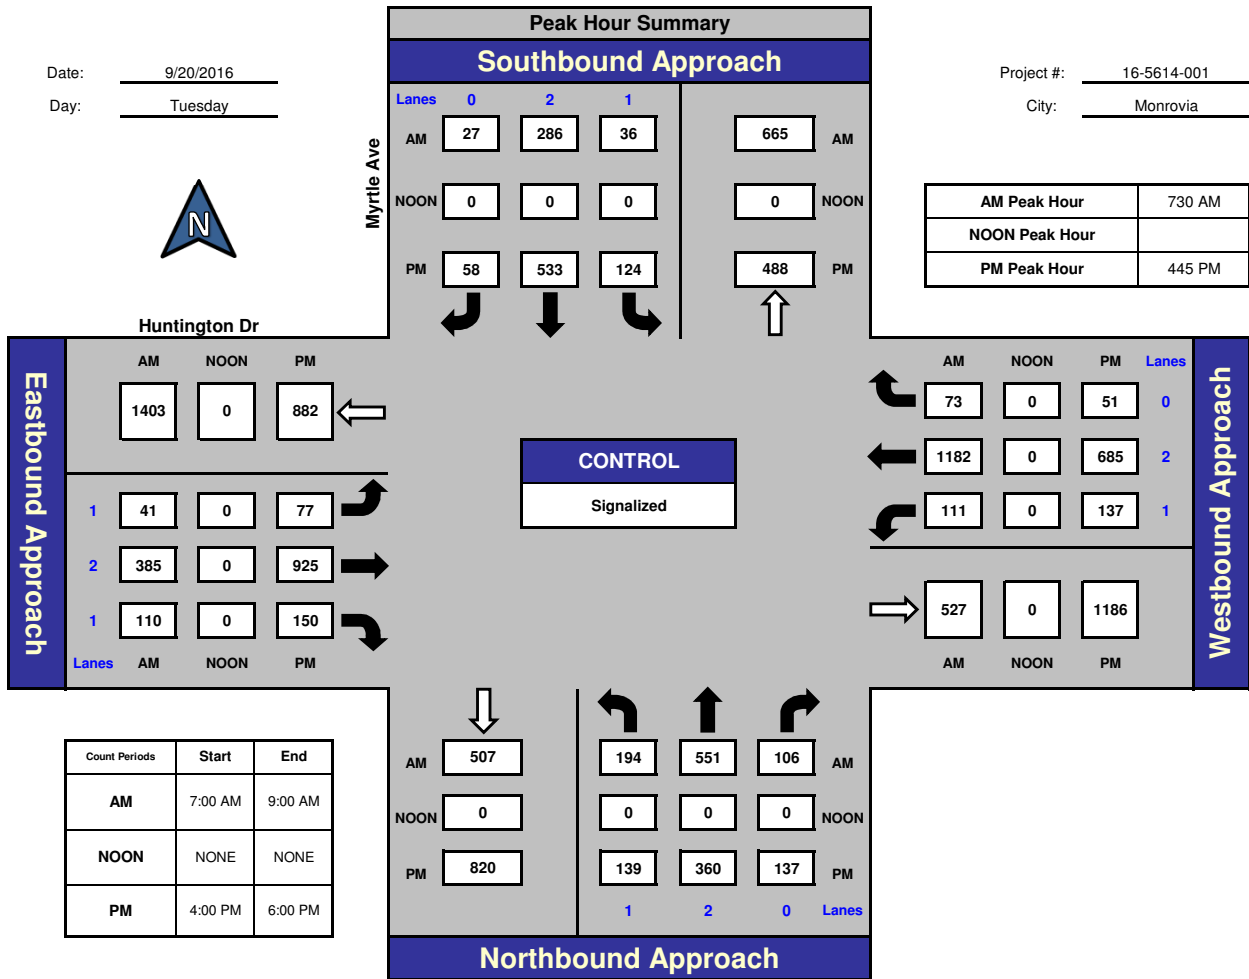 Peak Hour Summary
Southbound Approach
Date: 9/20/2016
Day: Tuesday
Project #: 16-5614-001
City: Monrovia
N
Myrtle Ave
Lanes 0 2 1
AM 27 286 36 665 AM
NOON 0 0 0 0 NOON
PM 58 533 124 488 PM
AM Peak Hour 730 AM
NOON Peak Hour
PM Peak Hour 445 PM
Huntington Dr
Eastbound Approach
AM NOON PM
1403 0 882
1 41 0 77
2 385 0 925
1 110 0 150
Lanes AM NOON PM
CONTROL
Signalized
AM NOON PM Lanes
73 0 51 0
1182 0 685 2
111 0 137 1
527 0 1186
AM NOON PM
Westbound Approach
Count Periods Start End
AM 7:00 AM 9:00 AM
NOON NONE NONE
PM 4:00 PM 6:00 PM
AM 507 194 551 106 AM
NOON 0 0 0 0 NOON
PM 820 139 360 137 PM
1 2 0 Lanes
Northbound Approach